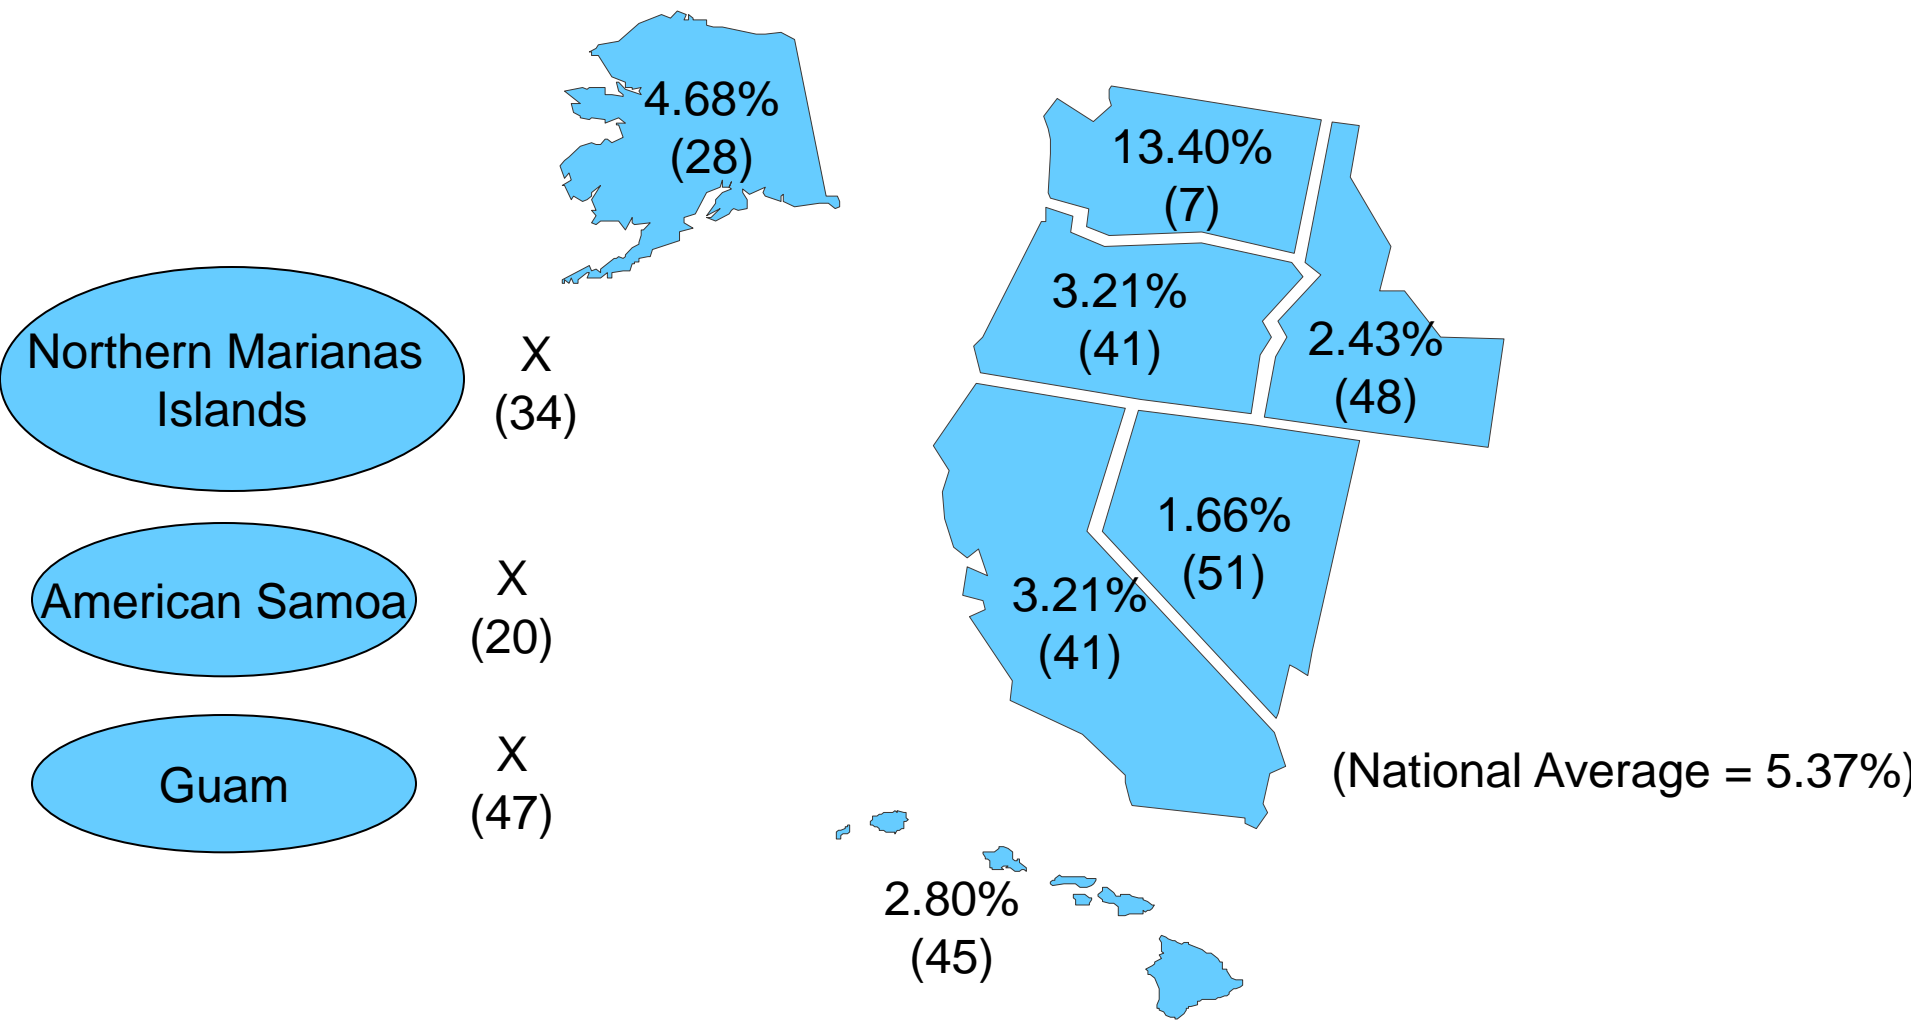 4.68%
(28)
13.40%
(7)
3.21%
(41)
2.43%
(48)
Northern Marianas
Islands
X
(34)
1.66%
(51)
American Samoa
X
(20)
3.21%
(41)
Guam
X
(47)
(National Average = 5.37%)
2.80%
(45)